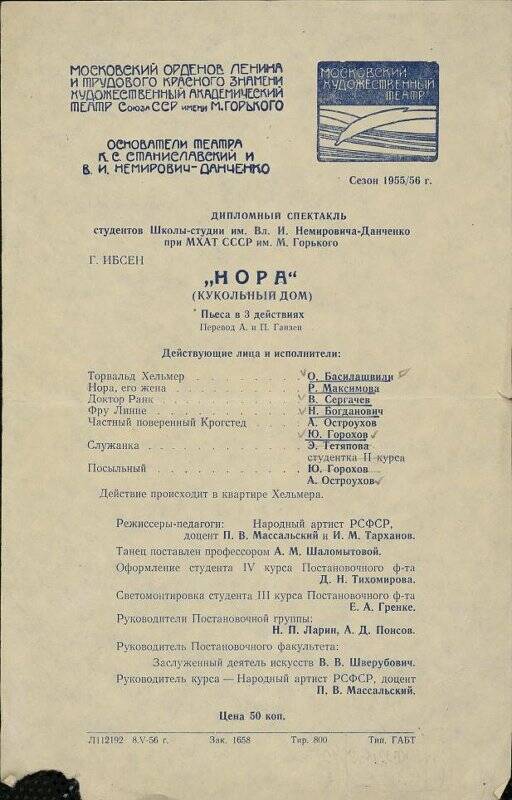 МОСКОВСКИЙ ОРДЕНОВ ЛЕНИНА
И ТРУДОВОГО КРАСНОГО ЗНАМЕНИ
ХУДОЖЕСТВЕННЫЙ АКАДЕМИЧЕСКИЙ
ТЕАТР СОЮЗА ССР ИМЕНИ М. ГОРЬКОГО
ОСНОВАТЕЛИ ТЕАТРА
К. С. СТАНИСЛАВСКИЙ И
В. И. НЕМИРОВИЧ-ДАНЧЕНКО
МОСКОВСКИЙ
ХУДОЖЕСТВЕННЫЙ
ТЕАТР
Сезон 1955/56 г.
ДИПЛОМНЫЙ СПЕКТАКЛЬ
студентов Школы-студии им. Вл. И. Немировича-Данченко
при МХАТ СССР им. М. Горького
Г. ИБСЕН
„НОРА“
(КУКОЛЬНЫЙ ДОМ)
Пьеса в 3 действиях
Перевод А. и П. Ганзен
Действующие лица и исполнители:
Торвальд Хельмер . . . . . . . . О. Басилашвили
Нора, его жена . . . . . . . . Р. Максимова
Доктор Ранк . . . . . . . . В. Сергачев
Фру Линне . . . . . . . . Н. Богданович
Частный поверенный Крогстед . . . . А. Остроухов
Ю. Горохов
Служанка . . . . . . . . Э. Тетяпова
студентка II курса
Посыльный . . . . . . . . Ю. Горохов
А. Остроухов
Действие происходит в квартире Хельмера.
Режиссеры-педагоги: Народный артист РСФСР,
доцент П. В. Массальский и И. М. Тарханов.
Танец поставлен профессором А. М. Шаломытовой.
Оформление студента IV курса Постановочного ф-та
Д. Н. Тихомирова.
Светомонтировка студента III курса Постановочного ф-та
Е. А. Гренке.
Руководители Постановочной группы:
Н. П. Ларин, А. Д. Понсов.
Руководитель Постановочного факультета:
Заслуженный деятель искусств В. В. Шверубович.
Руководитель курса — Народный артист РСФСР, доцент
П. В. Массальский.
Цена 50 коп.
Л112192 8.V-56 г. Зак. 1658 Тир. 800 Тип. ГАБТ